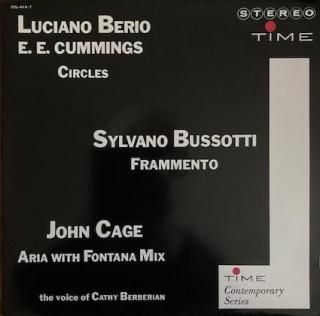 STEREO
TIME
LUCIANO BERIO
E. E. CUMMINGS
CIRCLES
SYLVANO BUSSOTTI
FRAMMENTO
JOHN CAGE
ARIA WITH FONTANA MIX
the voice of CATHY BERBERIAN
TIME
Contemporary
Series